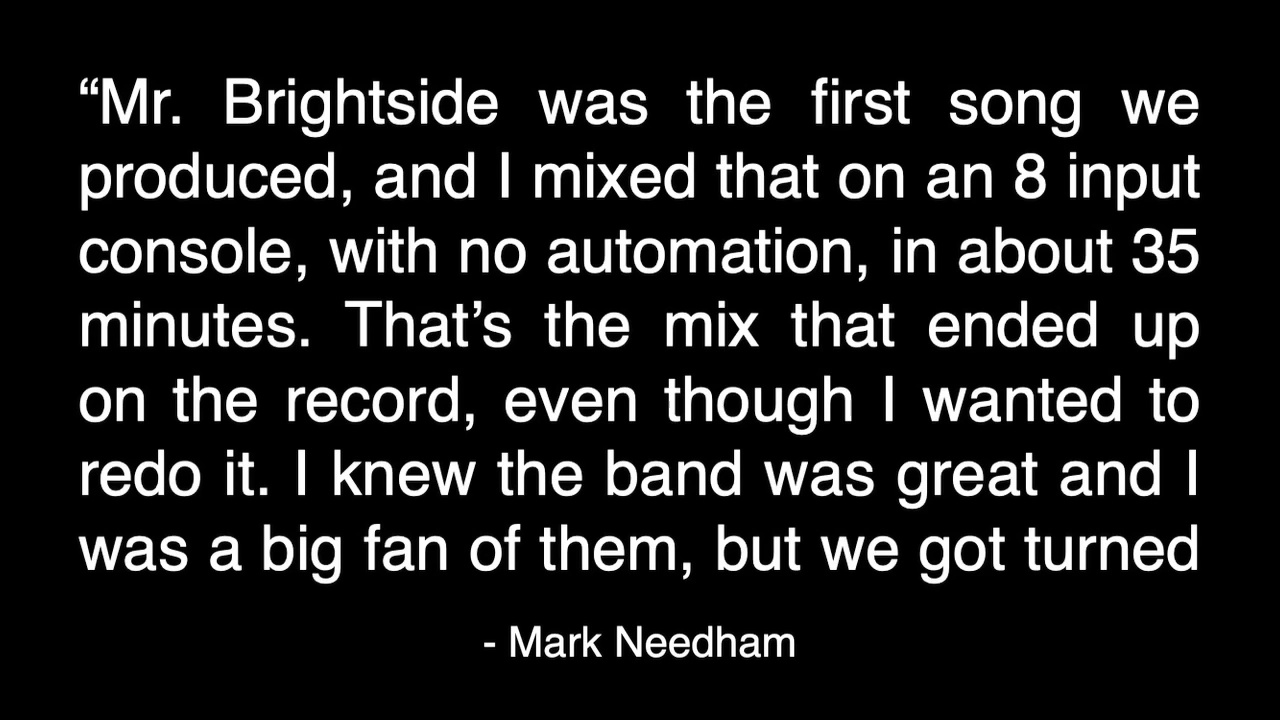 “Mr. Brightside was the first song we
produced, and I mixed that on an 8 input
console, with no automation, in about 35
minutes. That’s the mix that ended up
on the record, even though I wanted to
redo it. I knew the band was great and I
was a big fan of them, but we got turned
- Mark Needham